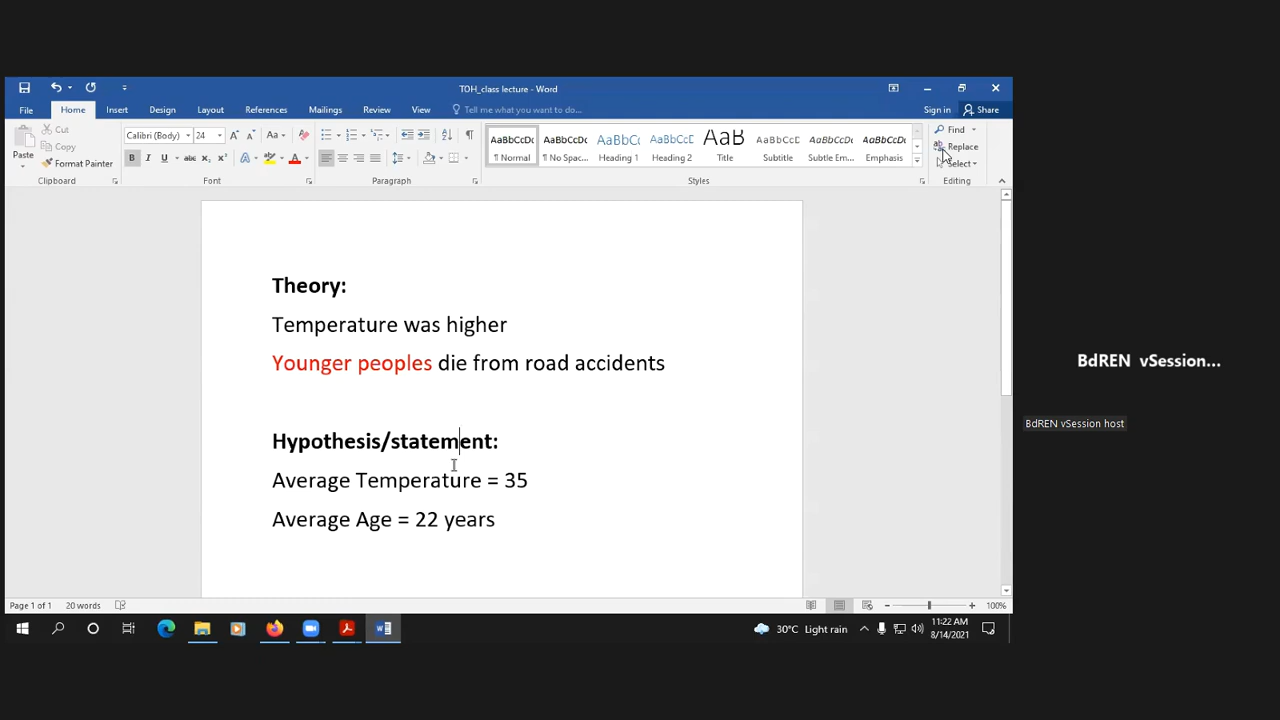 TOH_class lecture - Word
File Home Insert Design Layout References Mailings Review View Tell me what you want to do... Sign in Share
Paste
Cut
Copy
Format Painter
Clipboard
Calibri (Body) 24
Font
Paragraph
AaBbCcDc AaBbCcDc AaBbCc AaBbCcE AaB AaBbCcD AaBbCcDc AaBbCcDc
¶ Normal ¶ No Spac... Heading 1 Heading 2 Title Subtitle Subtle Em... Emphasis
Styles
Find
Replace
Select
Editing
Theory:
Temperature was higher
Younger peoples die from road accidents
Hypothesis/statement:
Average Temperature = 35
Average Age = 22 years
BdREN vSession...
BdREN vSession host
Page 1 of 1 20 words 100%
30°C Light rain 11:22 AM
8/14/2021